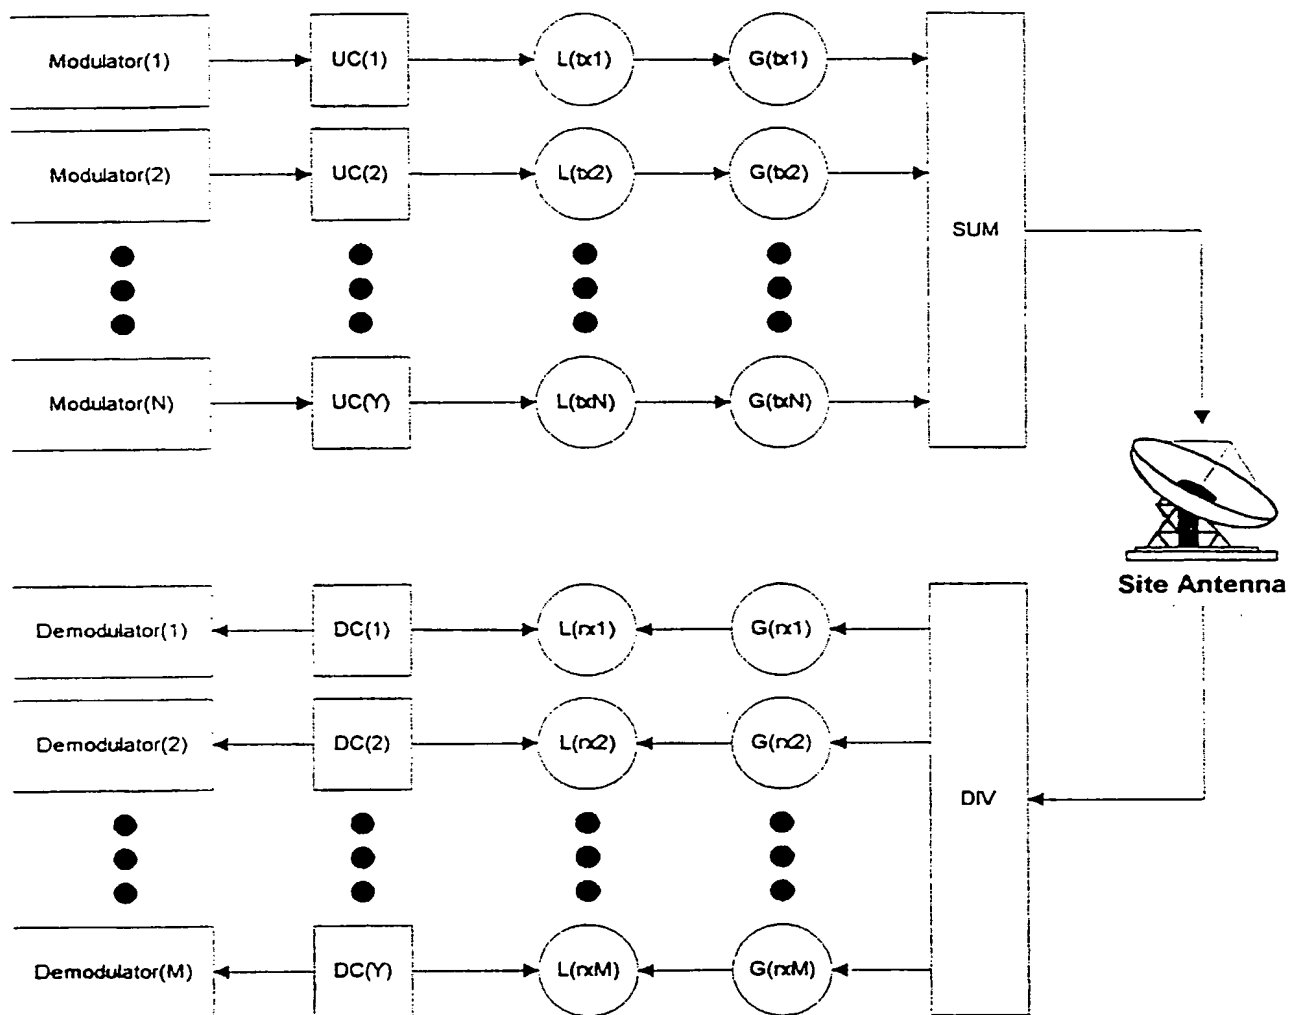 Modulator(1) UC(1) L(tx1) G(tx1)
Modulator(2) UC(2) L(tx2) G(tx2)
SUM
Modulator(N) UC(Y) L(txN) G(txN)
Site Antenna
Demodulator(1) DC(1) L(rx1) G(rx1)
Demodulator(2) DC(2) L(rx2) G(rx2)
DIV
Demodulator(M) DC(Y) L(rxM) G(rxM)